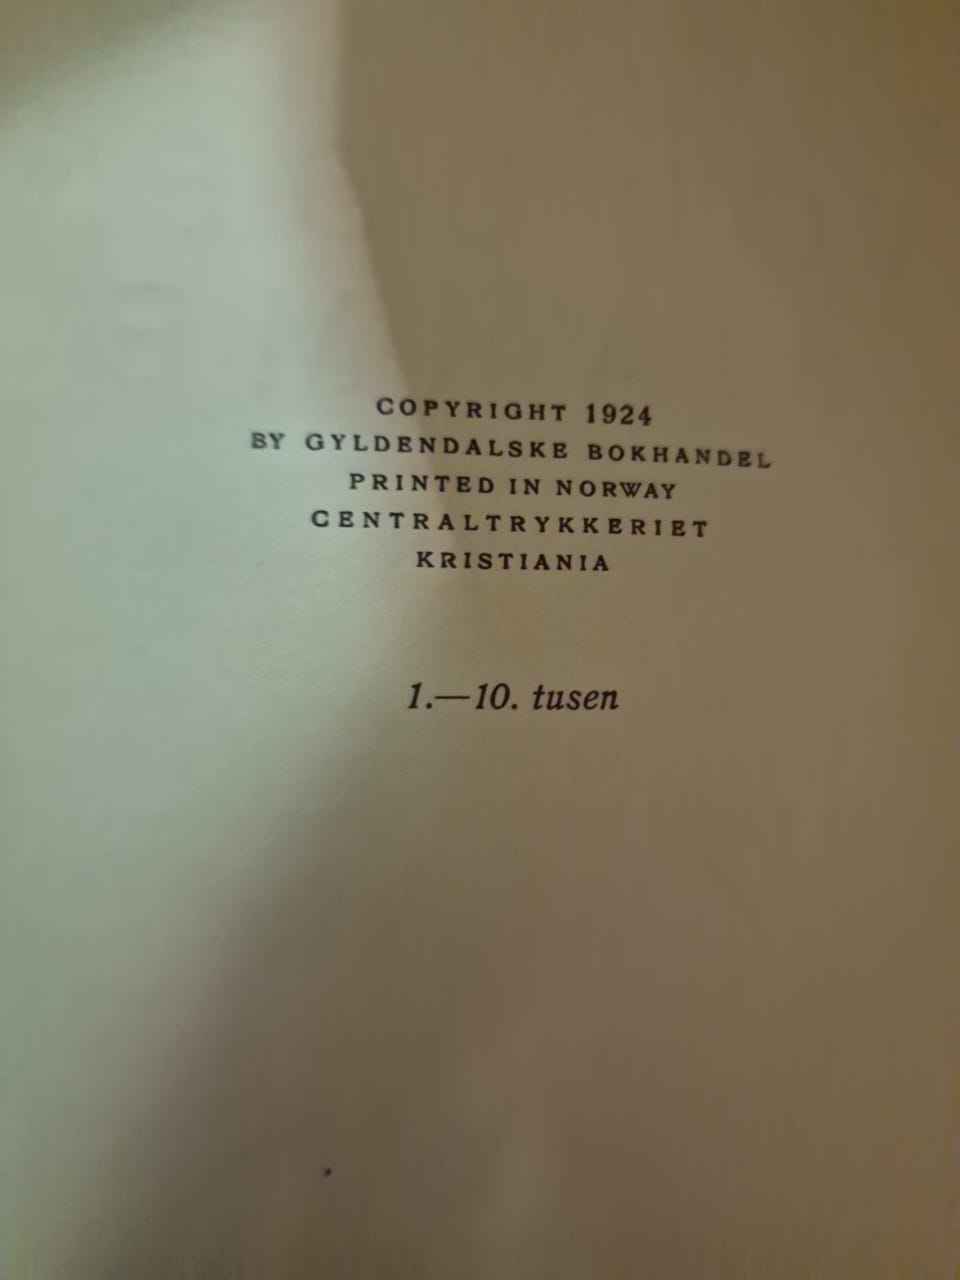 COPYRIGHT 1924
BY GYLDENDALSKE BOKHANDEL
PRINTED IN NORWAY
CENTRALTRYKKERIET
KRISTIANIA
1.—10. tusen